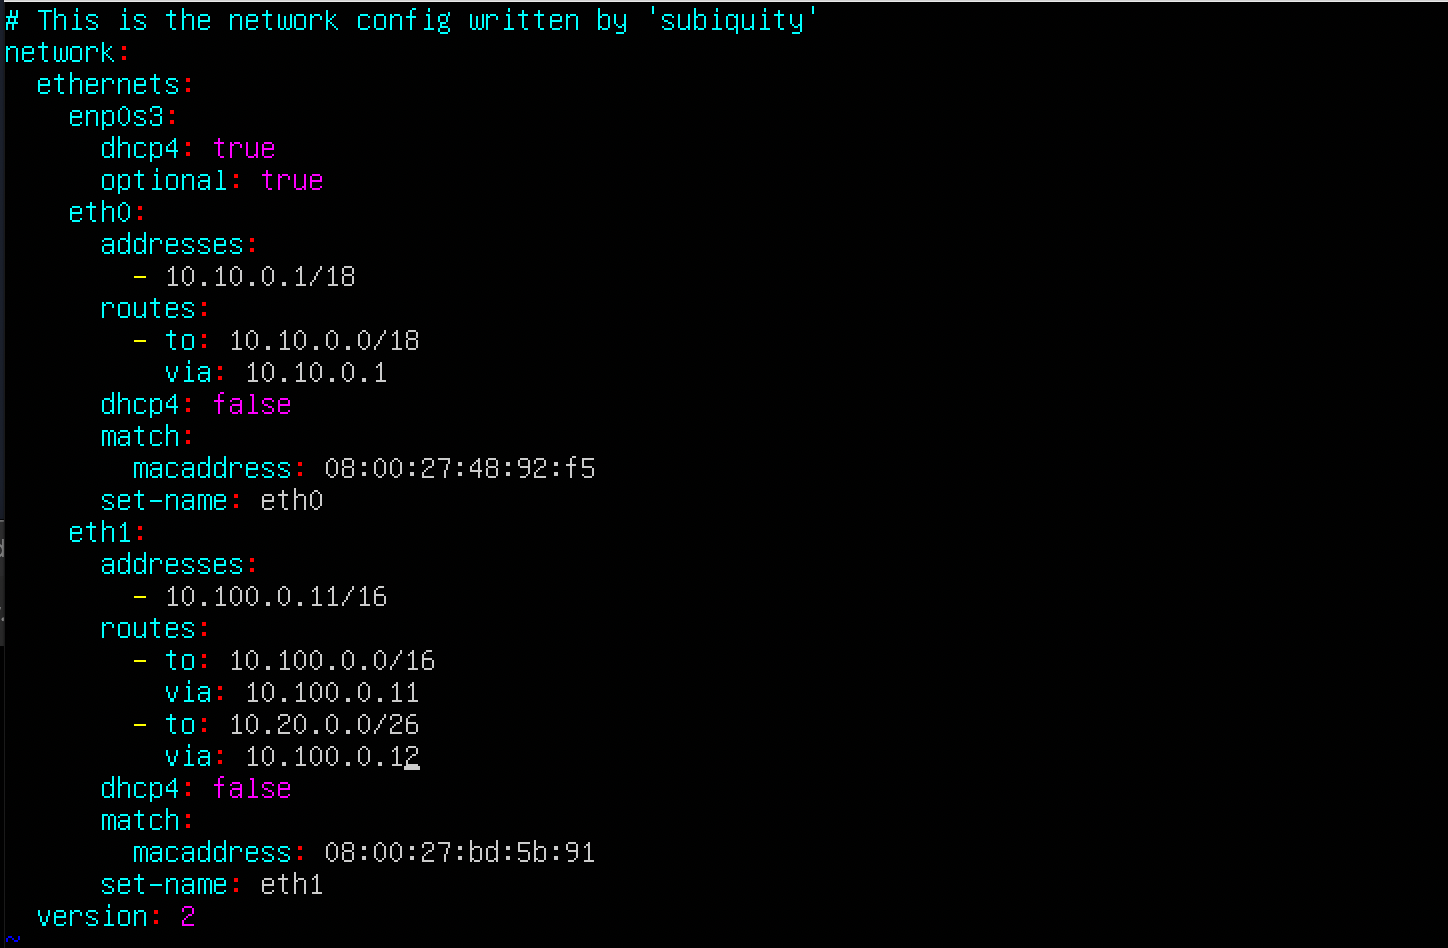 # This is the network config written by 'subiquity'
network:
  ethernets:
    enp0s3:
      dhcp4: true
      optional: true
    eth0:
      addresses:
        - 10.10.0.1/18
      routes:
        - to: 10.10.0.0/18
          via: 10.10.0.1
      dhcp4: false
      match:
        macaddress: 08:00:27:48:92:f5
      set-name: eth0
    eth1:
      addresses:
        - 10.100.0.11/16
      routes:
        - to: 10.100.0.0/16
          via: 10.100.0.11
        - to: 10.20.0.0/26
          via: 10.100.0.12
      dhcp4: false
      match:
        macaddress: 08:00:27:bd:5b:91
      set-name: eth1
  version: 2
~